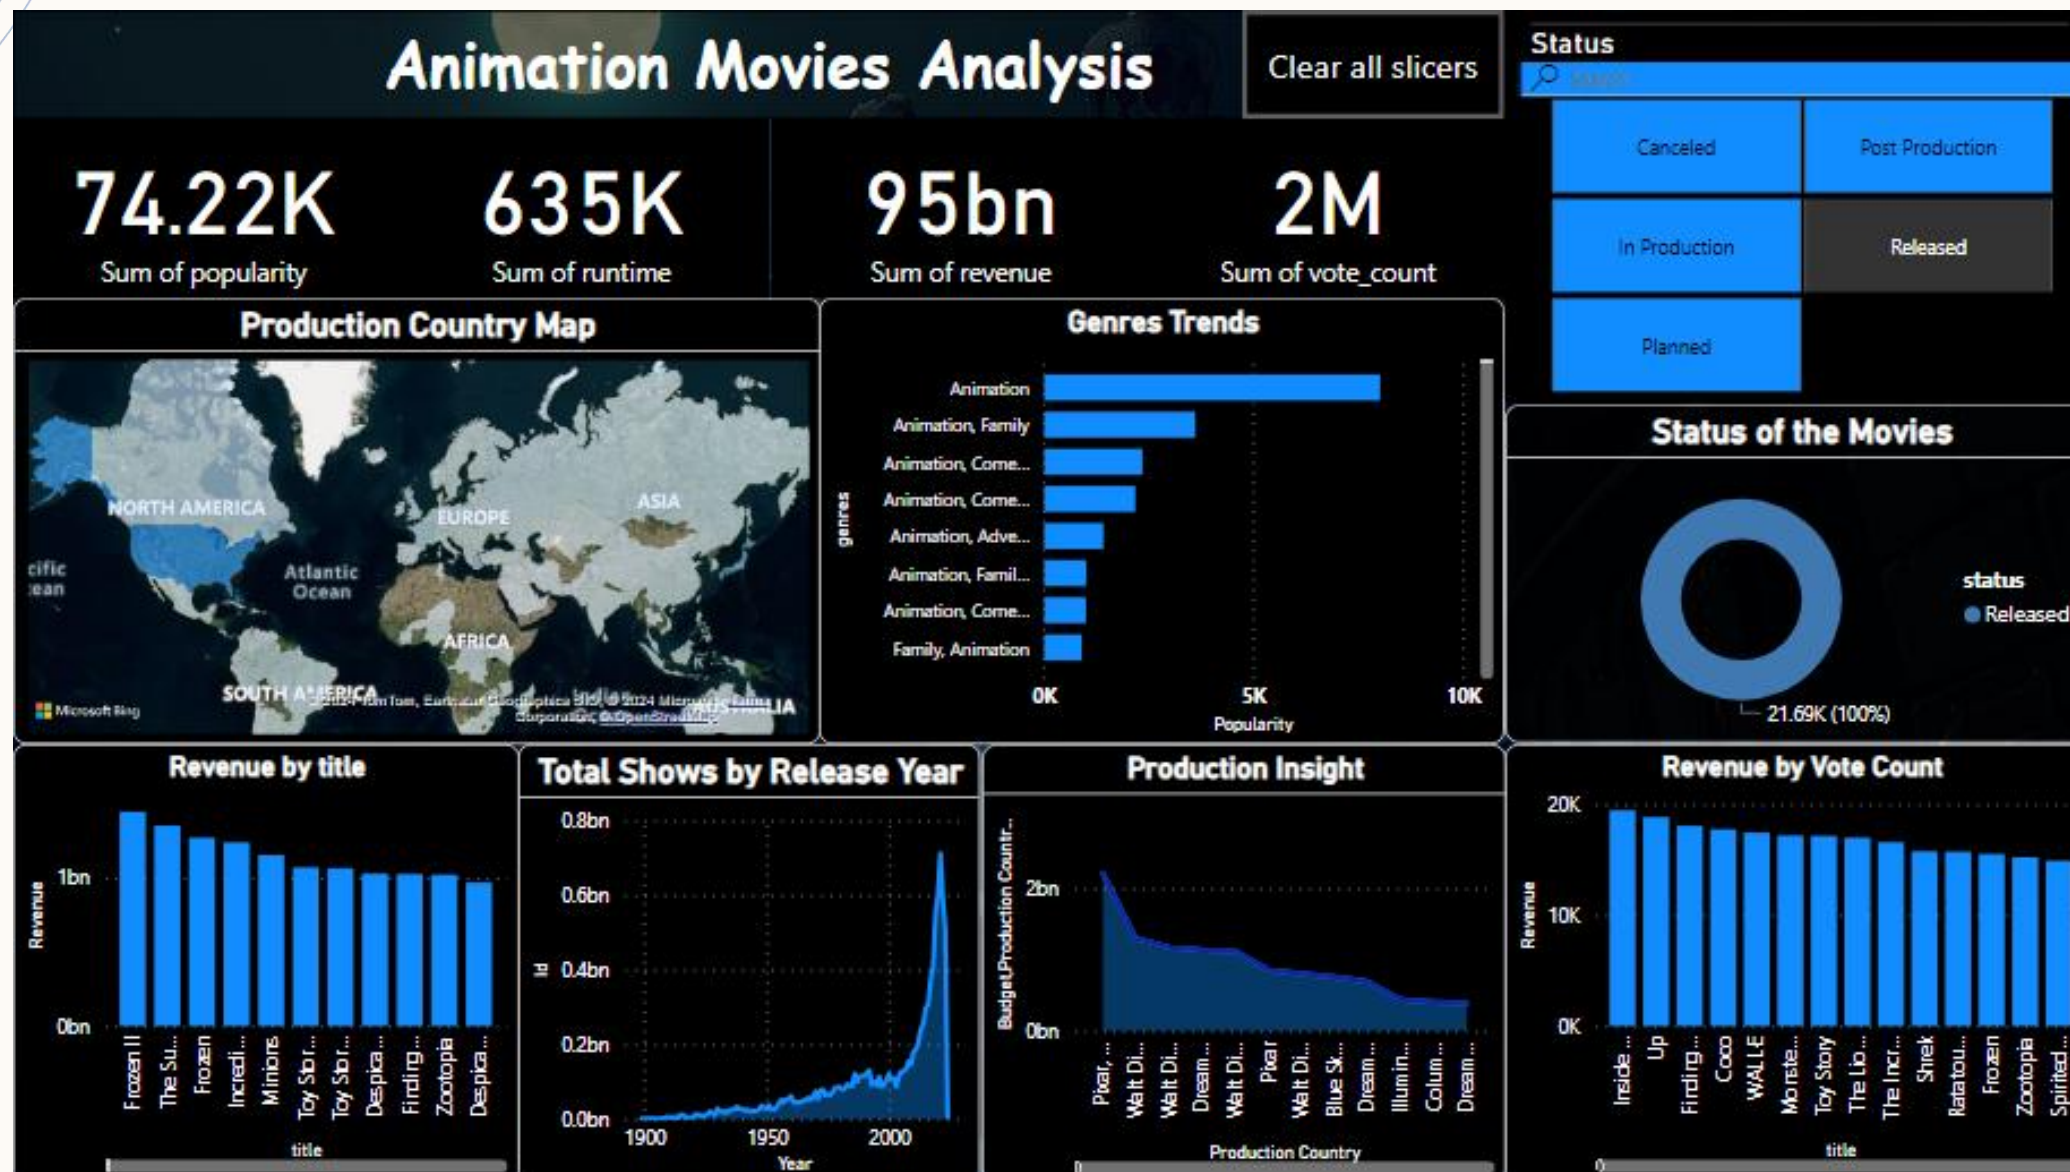 Animation Movies Analysis
Clear all slicers
Status
Search
Canceled
Post Production
In Production
Released
Planned
74.22K
Sum of popularity
635K
Sum of runtime
95bn
Sum of revenue
2M
Sum of vote_count
Production Country Map
NORTH AMERICA
EUROPE
ASIA
cific
ean
Atlantic
Ocean
AFRICA
SOUTH AMERICA
Microsoft Bing
Corporation, © OpenStreetMap
Genres Trends
genres
Animation
Animation, Family
Animation, Come...
Animation, Come...
Animation, Adve...
Animation, Famil...
Animation, Come...
Family, Animation
0K
5K
10K
Popularity
Status of the Movies
status
Released
21.69K (100%)
Revenue by title
Revenue
1bn
0bn
Frozen II
The Su...
Frozen
Incredi...
Minions
Toy Stor...
Toy Stor...
Despica...
Finding...
Zootopia
Despica...
title
Total Shows by Release Year
Id
0.8bn
0.6bn
0.4bn
0.2bn
0.0bn
1900
1950
2000
Year
Production Insight
Budget,Production Countr...
2bn
0bn
Pixar, ...
Walt Di...
Walt Di...
Dream...
Walt Di...
Pixar
Walt Di...
Blue Sk...
Dream...
Illumin...
Colum...
Dream...
Production Country
Revenue by Vote Count
Revenue
20K
10K
0K
Inside ...
Up
Finding...
Coco
WALL·E
Monste...
Toy Story
The Lio...
The Incr...
Shrek
Ratatou...
Frozen
Zootopia
Spirited...
title